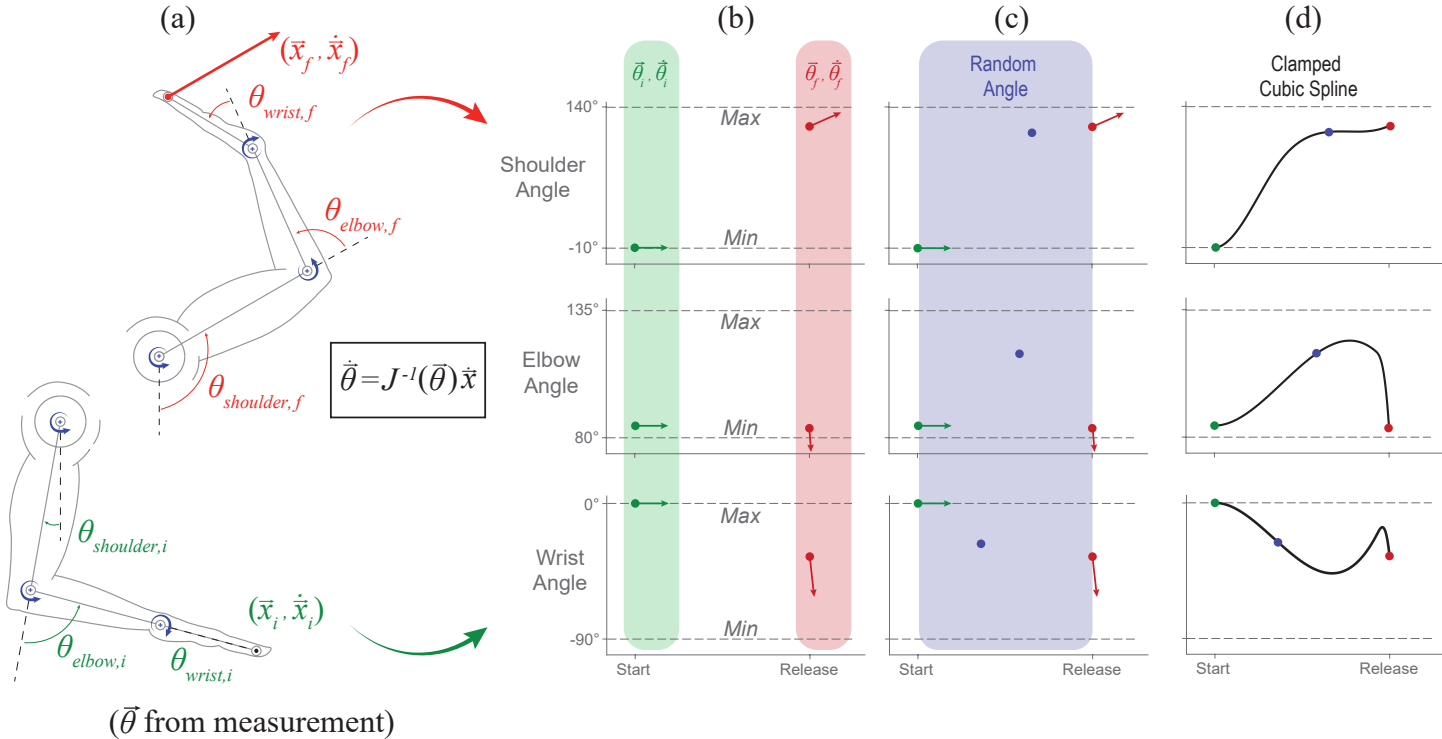 (a)
(x⃗_f, ẋ⃗_f)
θ_wrist,f
θ_elbow,f
θ_shoulder,f
θ̇⃗ = J⁻¹(θ⃗) ẋ⃗
θ_shoulder,i
θ_elbow,i
θ_wrist,i
(x⃗_i, ẋ⃗_i)
(θ⃗ from measurement)
(b)
θ⃗_i, θ̇⃗_i
θ⃗_f, θ̇⃗_f
140°
Max
Shoulder
Angle
Min
-10°
135°
Max
Elbow
Angle
Min
80°
0°
Max
Wrist
Angle
Min
-90°
Start
Release
(c)
Random
Angle
Start
Release
(d)
Clamped
Cubic Spline
Start
Release